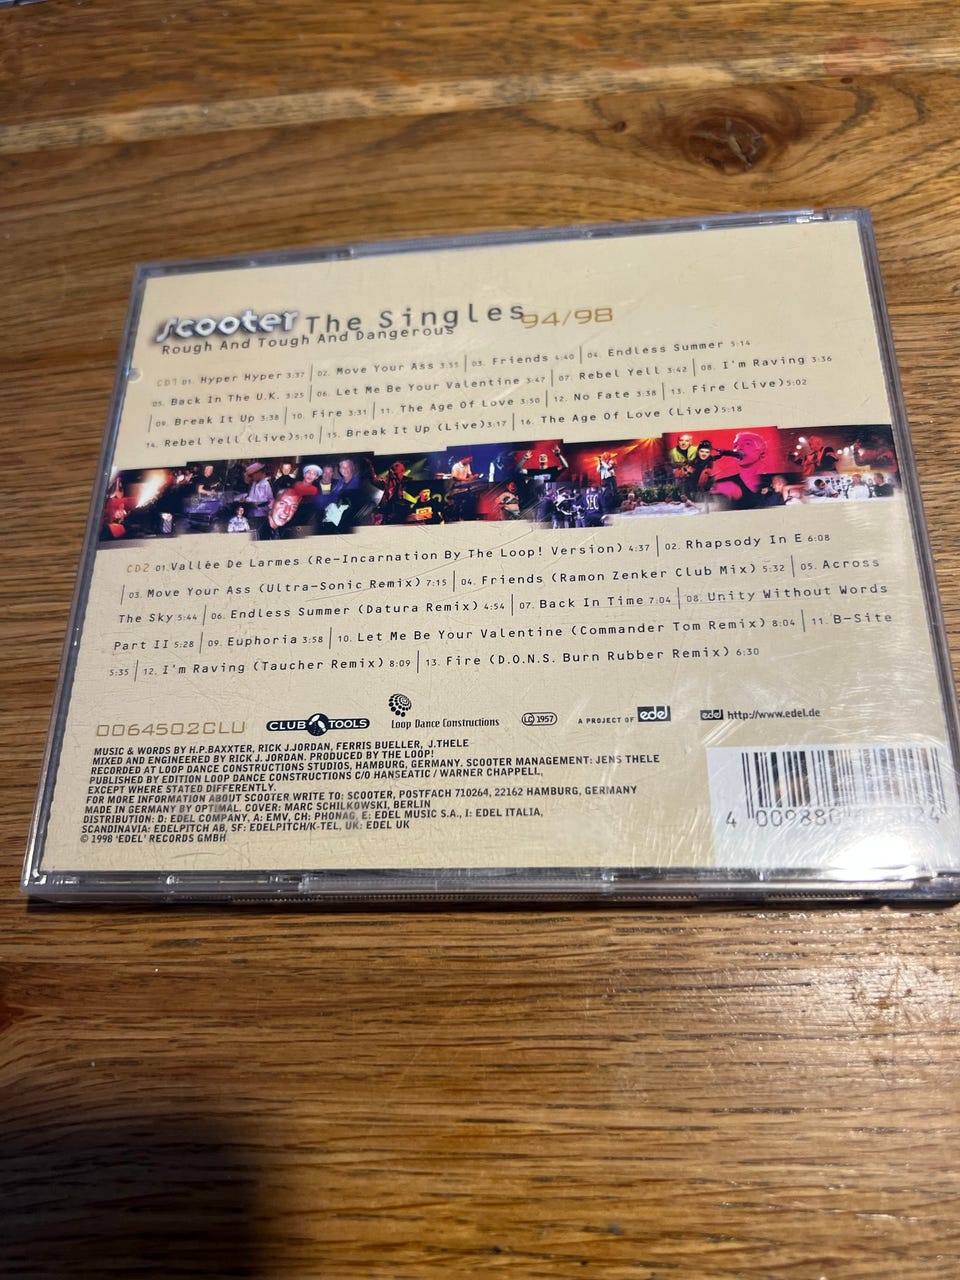 scooter The Singles 94/98
Rough And Tough And Dangerous
CD1 01. Hyper Hyper 3:37 | 02. Move Your Ass 3:35 | 03. Friends 4:40 | 04. Endless Summer 5:14
05. Back In The U.K. 3:25 | 06. Let Me Be Your Valentine 3:47 | 07. Rebel Yell 3:42 | 08. I'm Raving 3:36
| 09. Break It Up 3:38 | 10. Fire 3:31 | 11. The Age Of Love 3:50 | 12. No Fate 3:38 | 13. Fire (Live) 5:02
14. Rebel Yell (Live) 5:10 | 15. Break It Up (Live) 3:17 | 16. The Age Of Love (Live) 5:18
SEC
CD2 01. Vallée De Larmes (Re-Incarnation By The Loop! Version) 4:37 | 02. Rhapsody In E 6:08
| 03. Move Your Ass (Ultra-Sonic Remix) 7:15 | 04. Friends (Ramon Zenker Club Mix) 5:32 | 05. Across
The Sky 5:44 | 06. Endless Summer (Datura Remix) 4:54 | 07. Back In Time 7:04 | 08. Unity Without Words
Part II 5:28 | 09. Euphoria 3:58 | 10. Let Me Be Your Valentine (Commander Tom Remix) 8:04 | 11. B-Site
5:35 | 12. I'm Raving (Taucher Remix) 8:09 | 13. Fire (D.O.N.S. Burn Rubber Remix) 6:30
0064502CLU CLUB TOOLS Loop Dance Constructions LC 1957 A PROJECT OF edel edel http://www.edel.de
MUSIC & WORDS BY H.P.BAXXTER, RICK J.JORDAN, FERRIS BUELLER, J.THELE
MIXED AND ENGINEERED BY RICK J. JORDAN. PRODUCED BY THE LOOP!
RECORDED AT LOOP DANCE CONSTRUCTIONS STUDIOS, HAMBURG, GERMANY. SCOOTER MANAGEMENT: JENS THELE
PUBLISHED BY EDITION LOOP DANCE CONSTRUCTIONS C/O HANSEATIC / WARNER CHAPPELL.,
EXCEPT WHERE STATED DIFFERENTLY.
FOR MORE INFORMATION ABOUT SCOOTER WRITE TO: SCOOTER, POSTFACH 710264, 22162 HAMBURG, GERMANY
MADE IN GERMANY BY OPTIMAL. COVER: MARC SCHILKOWSKI, BERLIN
DISTRIBUTION: D: EDEL COMPANY, A: EMV, CH: PHONAG, E: EDEL MUSIC S.A., I: EDEL ITALIA,
SCANDINAVIA: EDELPITCH AB, SF: EDELPITCH/K-TEL, UK: EDEL UK
© 1998 'EDEL' RECORDS GMBH